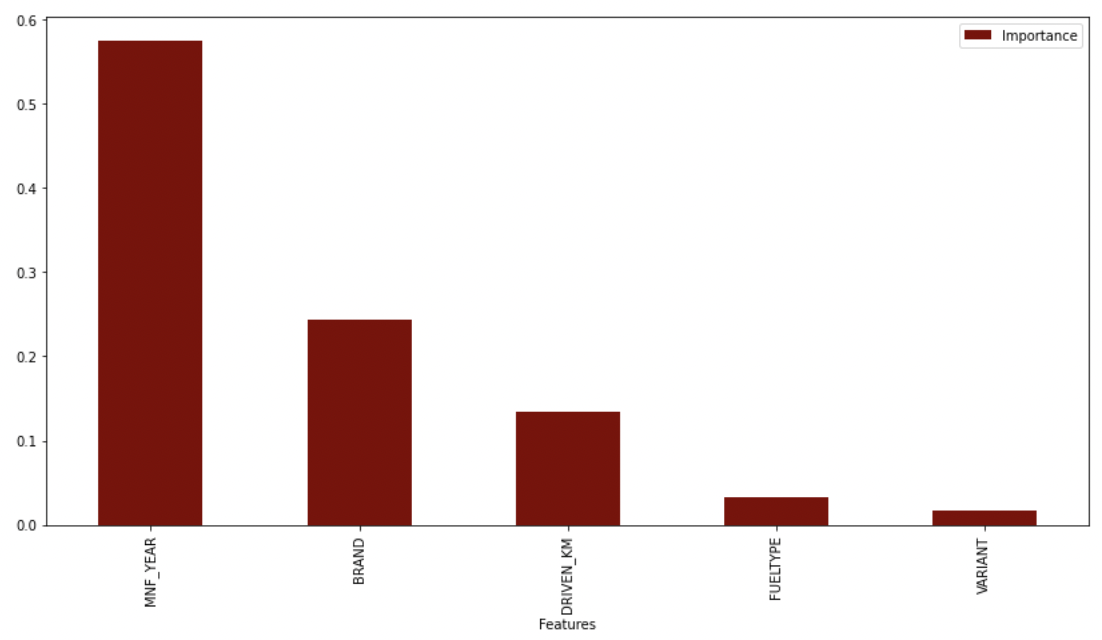 0.6
0.5
0.4
0.3
0.2
0.1
0.0
Importance
MNF_YEAR
BRAND
DRIVEN_KM
FUELTYPE
VARIANT
Features